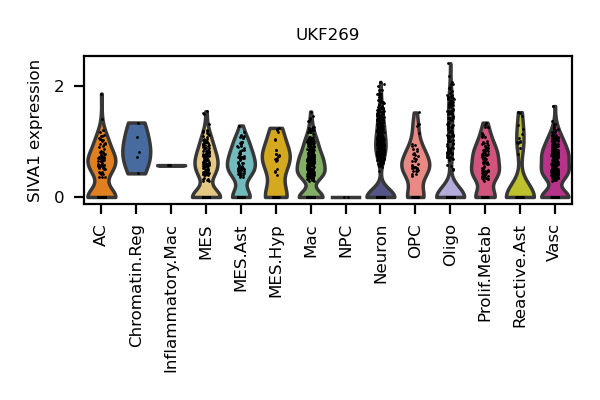 UKF269
SIVA1 expression
2
0
AC
Chromatin.Reg
Inflammatory.Mac
MES
MES.Ast
MES.Hyp
Mac
NPC
Neuron
OPC
Oligo
Prolif.Metab
Reactive.Ast
Vasc